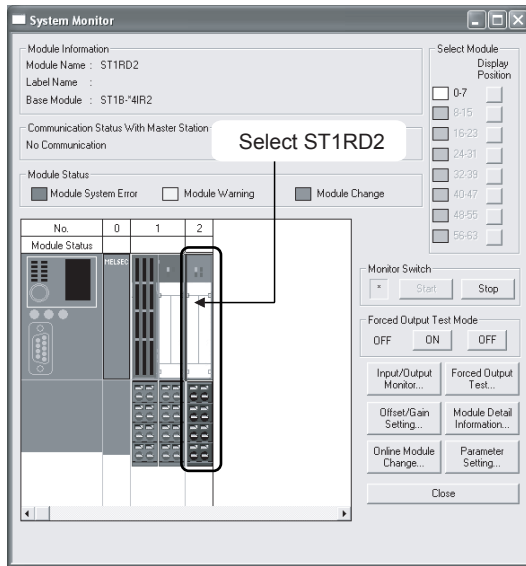 System Monitor
Module Information
Module Name : ST1RD2
Label Name :
Base Module : ST1B-*4IR2
Communication Status With Master Station
No Communication
Select ST1RD2
Module Status
Module System Error
Module Warning
Module Change
No. 0 1 2
Module Status
MELSEC
Select Module
Display
Position
0-7
8-15
16-23
24-31
32-39
40-47
48-55
56-63
Monitor Switch
Start
Stop
Forced Output Test Mode
OFF
ON
OFF
Input/Output
Monitor...
Forced Output
Test...
Offset/Gain
Setting...
Module Detail
Information...
Online Module
Change...
Parameter
Setting...
Close